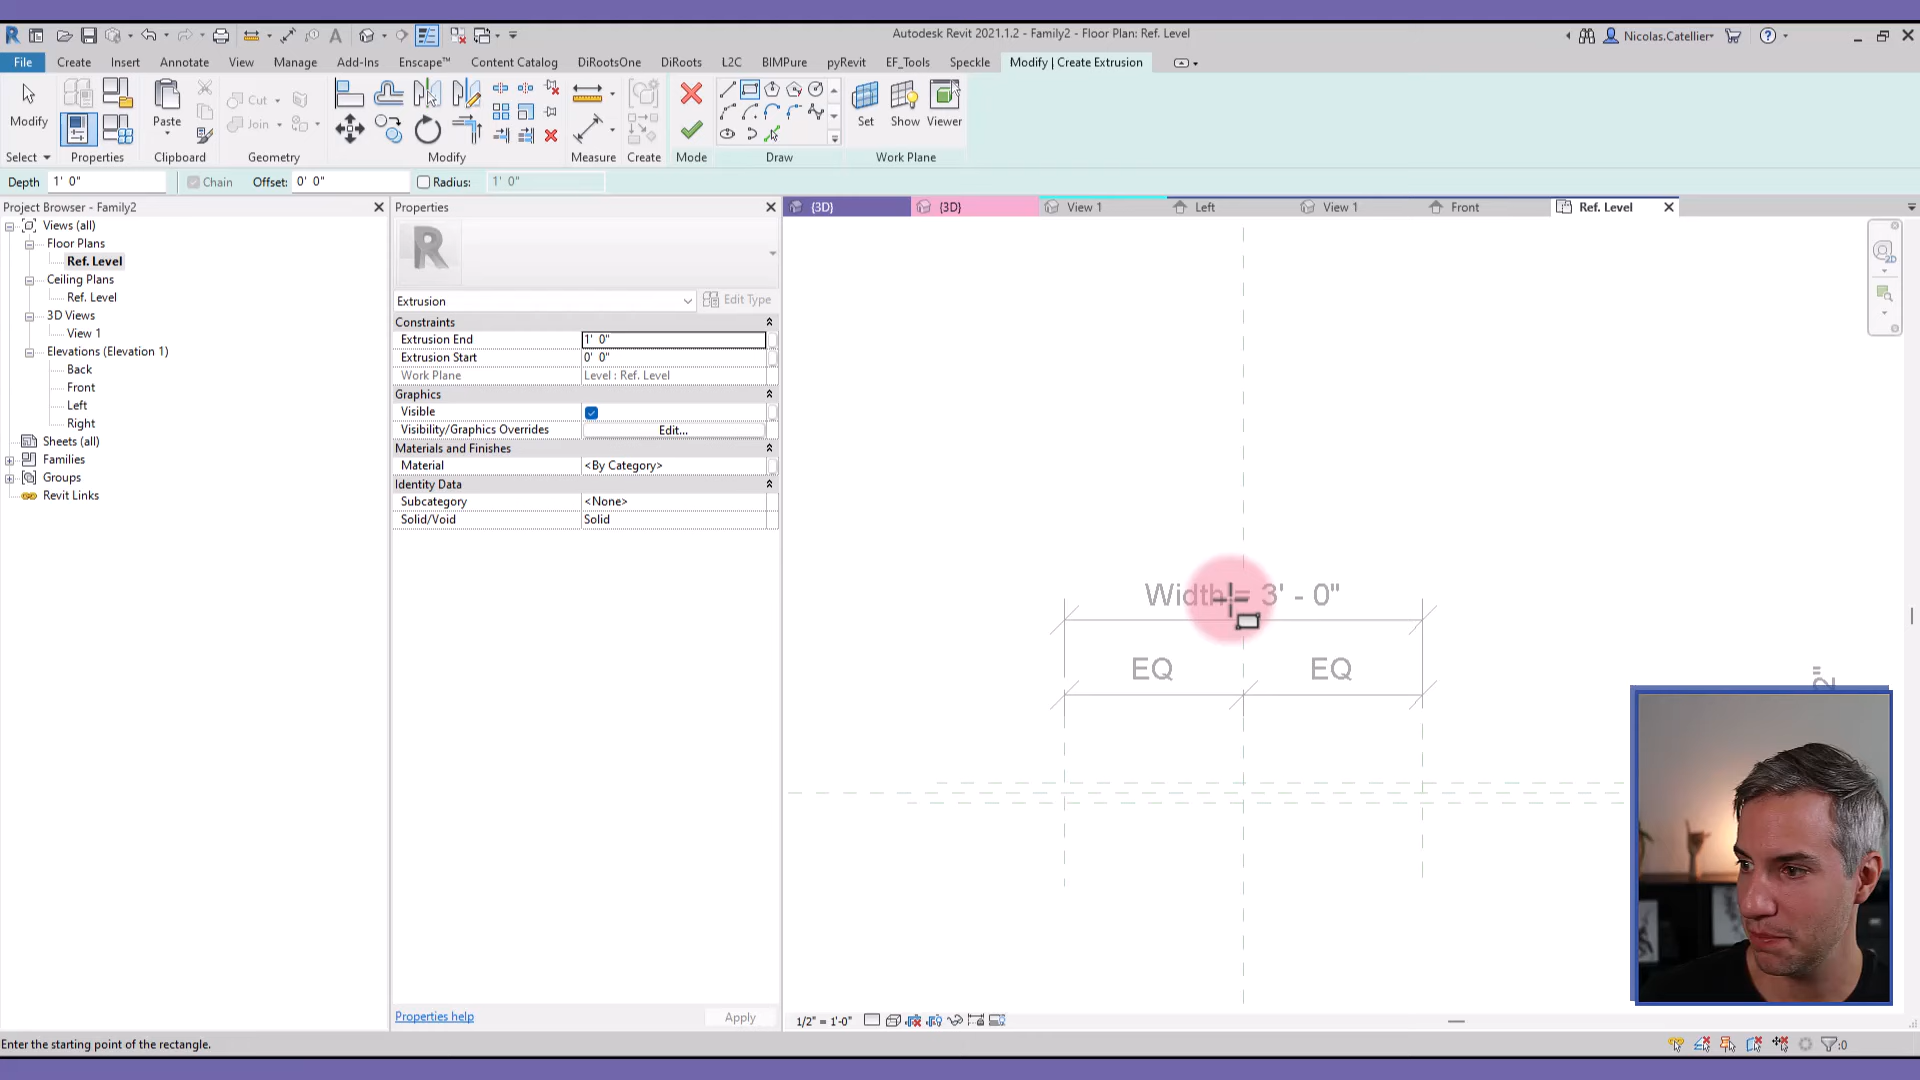 Autodesk Revit 2021.1.2 - Family2 - Floor Plan: Ref. Level
Nicolas.Catellier
File Create Insert Annotate View Manage Add-Ins Enscape™ Content Catalog DiRootsOne DiRoots L2C BIMPure pyRevit EF_Tools Speckle Modify | Create Extrusion
Modify Paste Cut Join Set Show Viewer
Select Properties Clipboard Geometry Modify Measure Create Mode Draw Work Plane
Depth 1' 0" Chain Offset: 0' 0" Radius: 1' 0"
Project Browser - Family2
Views (all)
Floor Plans
Ref. Level
Ceiling Plans
Ref. Level
3D Views
View 1
Elevations (Elevation 1)
Back
Front
Left
Right
Sheets (all)
Families
Groups
Revit Links
Properties
R
Extrusion Edit Type
Constraints
Extrusion End 1' 0"
Extrusion Start 0' 0"
Work Plane Level : Ref. Level
Graphics
Visible
Visibility/Graphics Overrides Edit...
Materials and Finishes
Material <By Category>
Identity Data
Subcategory <None>
Solid/Void Solid
Properties help Apply
{3D} {3D} View 1 Left View 1 Front Ref. Level
2D
Width = 3' - 0"
EQ EQ
2"
1/2" = 1'-0"
Enter the starting point of the rectangle.
:0